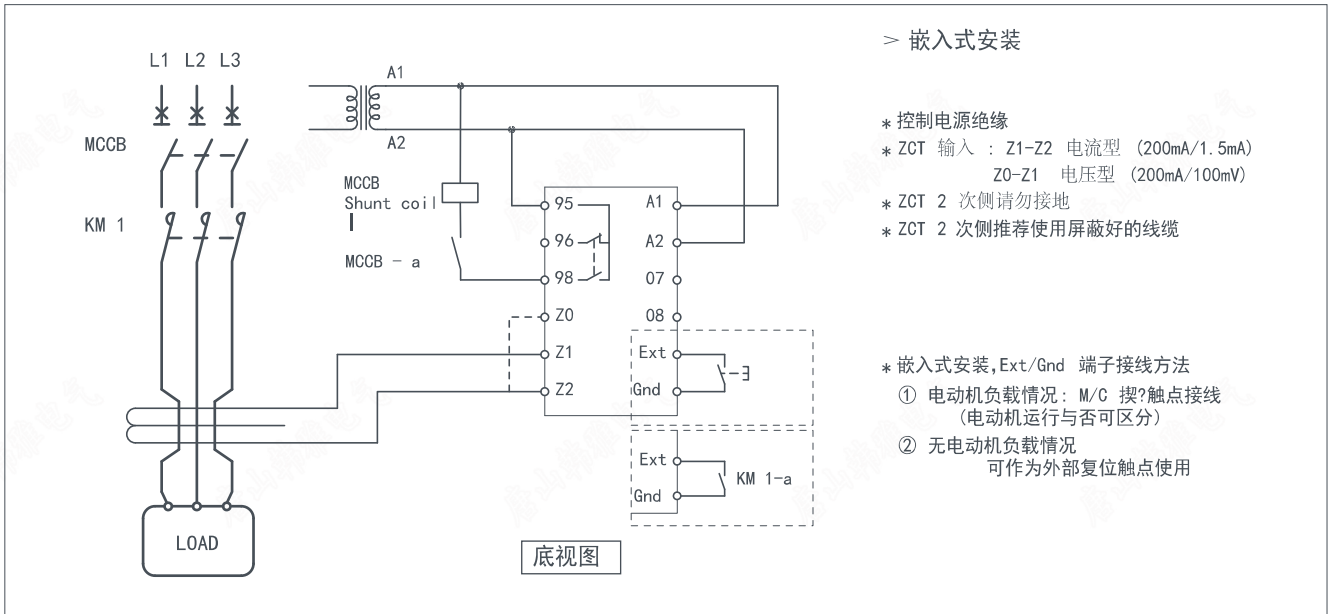 L1 L2 L3
MCCB
KM 1
A1
A2
MCCB
Shunt coil
MCCB - a
95
96
98
Z0
Z1
Z2
A1
A2
07
08
Ext
Gnd
Ext
Gnd
KM 1-a
LOAD
底视图
> 嵌入式安装
* 控制电源绝缘
* ZCT 输入 : Z1-Z2 电流型 (200mA/1.5mA)
Z0-Z1 电压型 (200mA/100mV)
* ZCT 2 次侧请勿接地
* ZCT 2 次侧推荐使用屏蔽好的线缆
* 嵌入式安装,Ext/Gnd 端子接线方法
① 电动机负载情况: M/C 揳?触点接线
(电动机运行与否可区分)
② 无电动机负载情况
可作为外部复位触点使用